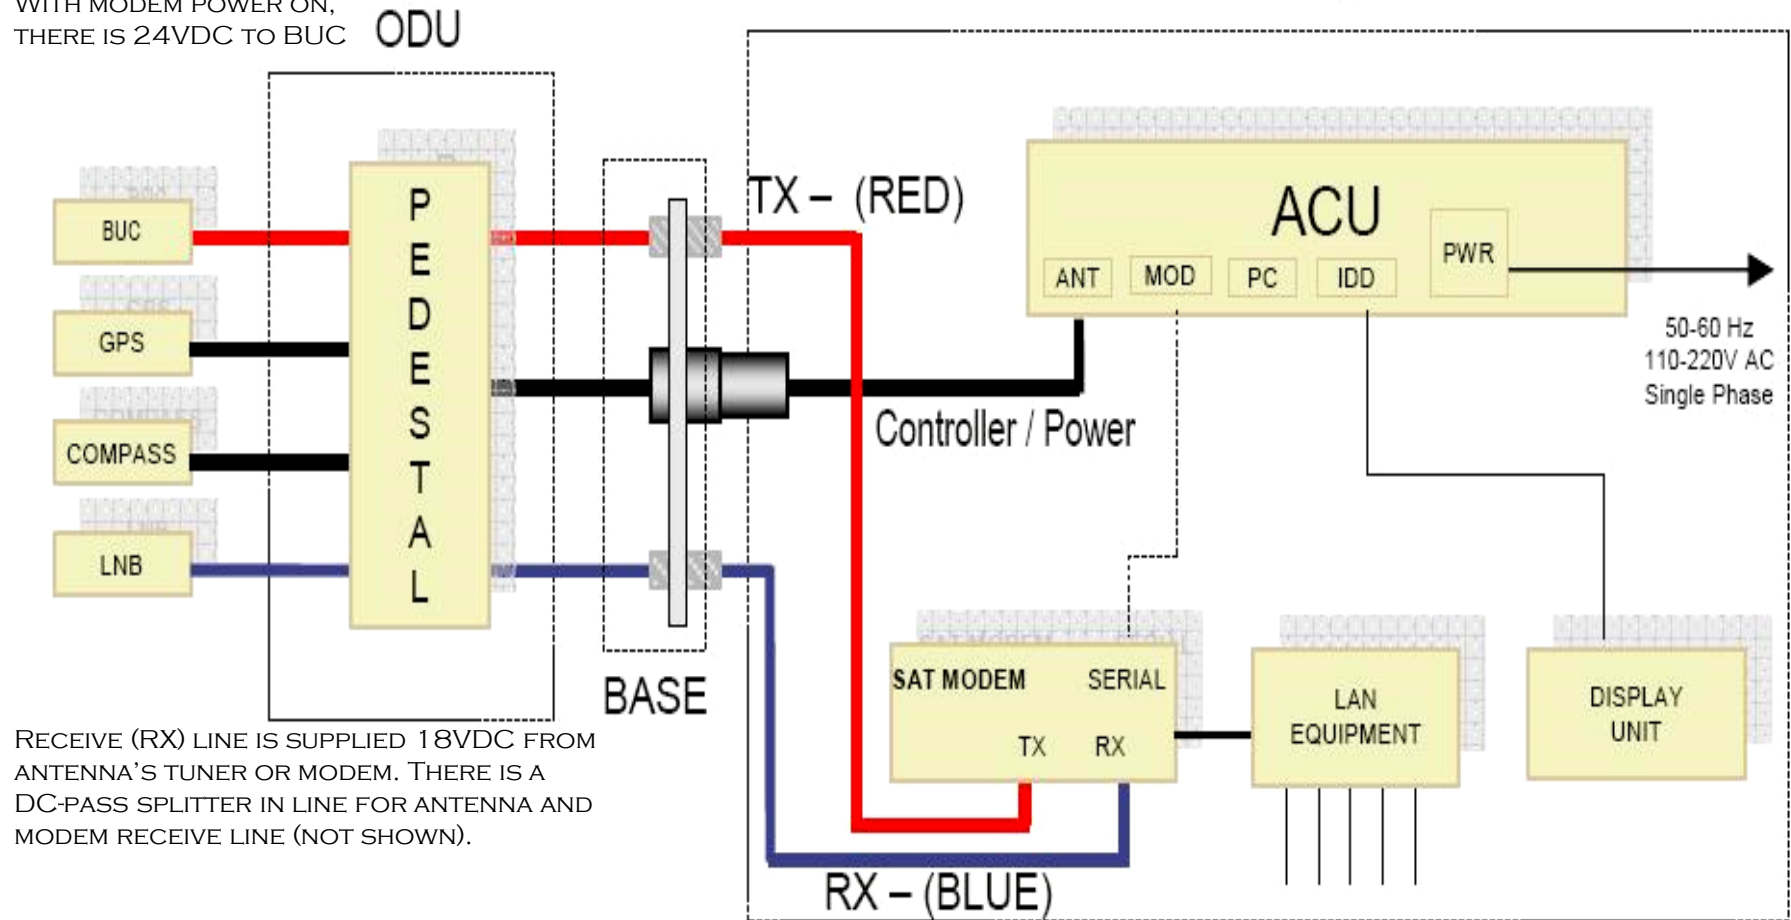 WITH MODEM POWER ON,
THERE IS 24VDC TO BUC
ODU
BUC
GPS
COMPASS
LNB
P
E
D
E
S
T
A
L
BASE
TX – (RED)
ACU
ANT
MOD
PC
IDD
PWR
50-60 Hz
110-220V AC
Single Phase
Controller / Power
SAT MODEM
SERIAL
TX
RX
LAN
EQUIPMENT
DISPLAY
UNIT
RX – (BLUE)
RECEIVE (RX) LINE IS SUPPLIED 18VDC FROM
ANTENNA'S TUNER OR MODEM. THERE IS A
DC-PASS SPLITTER IN LINE FOR ANTENNA AND
MODEM RECEIVE LINE (NOT SHOWN).